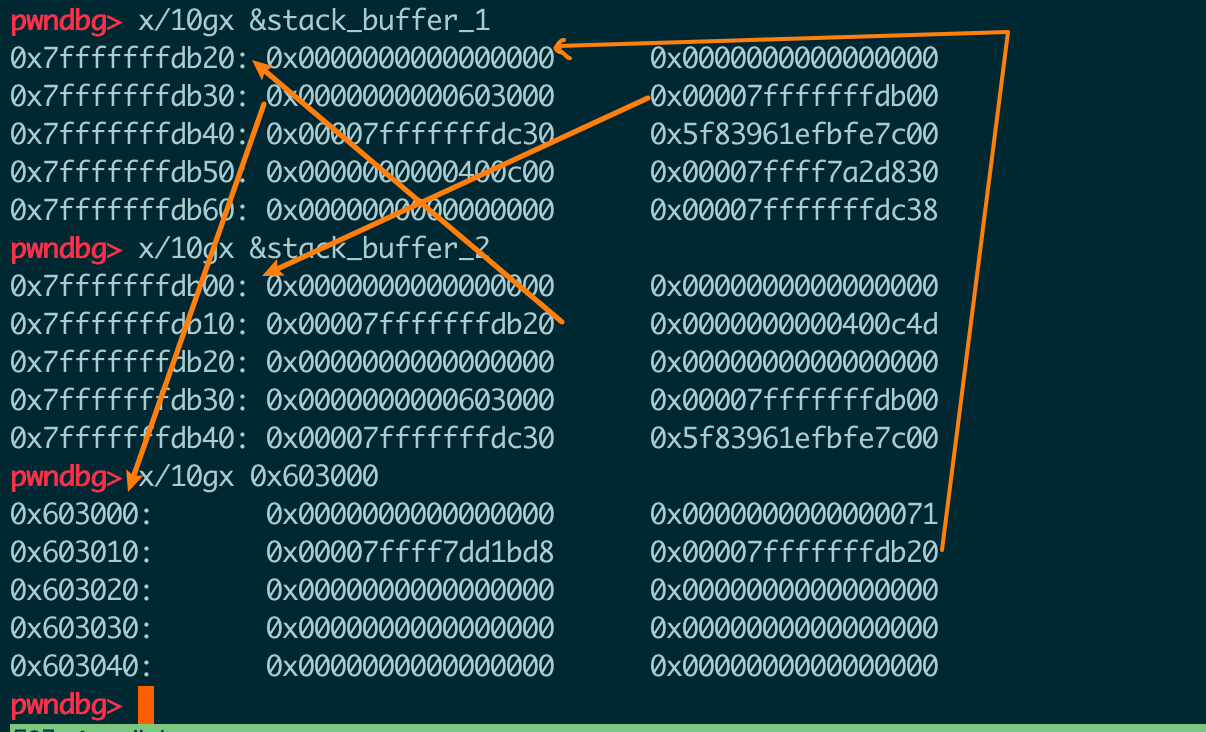 pwndbg> x/10gx &stack_buffer_1
0x7fffffffdb20: 0x0000000000000000 0x0000000000000000
0x7fffffffdb30: 0x0000000000603000 0x00007fffffffdb00
0x7fffffffdb40: 0x00007fffffffdc30 0x5f83961efbfe7c00
0x7fffffffdb50: 0x0000000000400c00 0x00007ffff7a2d830
0x7fffffffdb60: 0x0000000000000000 0x00007fffffffdc38
pwndbg> x/10gx &stack_buffer_2
0x7fffffffdb00: 0x0000000000000000 0x0000000000000000
0x7fffffffdb10: 0x00007fffffffdb20 0x0000000000400c4d
0x7fffffffdb20: 0x0000000000000000 0x0000000000000000
0x7fffffffdb30: 0x0000000000603000 0x00007fffffffdb00
0x7fffffffdb40: 0x00007fffffffdc30 0x5f83961efbfe7c00
pwndbg> x/10gx 0x603000
0x603000: 0x0000000000000000 0x0000000000000071
0x603010: 0x00007ffff7dd1bd8 0x00007fffffffdb20
0x603020: 0x0000000000000000 0x0000000000000000
0x603030: 0x0000000000000000 0x0000000000000000
0x603040: 0x0000000000000000 0x0000000000000000
pwndbg>